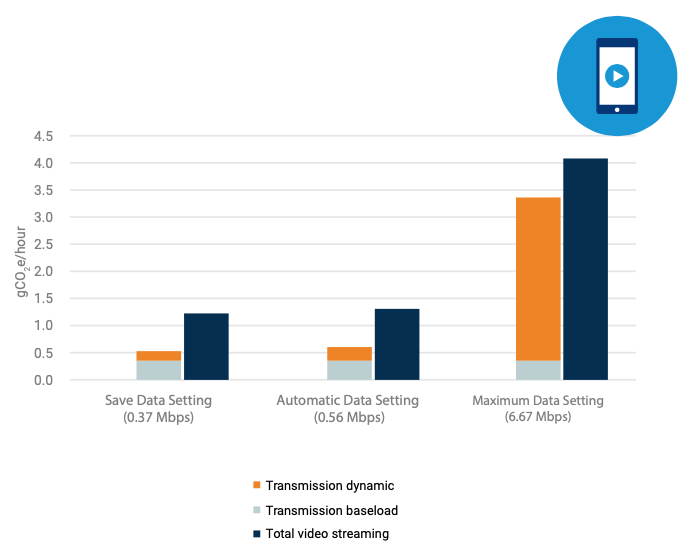 4.5
4.0
3.5
3.0
2.5
2.0
1.5
1.0
0.5
0.0
gCO₂e/hour
Save Data Setting
(0.37 Mbps)
Automatic Data Setting
(0.56 Mbps)
Maximum Data Setting
(6.67 Mbps)
Transmission dynamic
Transmission baseload
Total video streaming